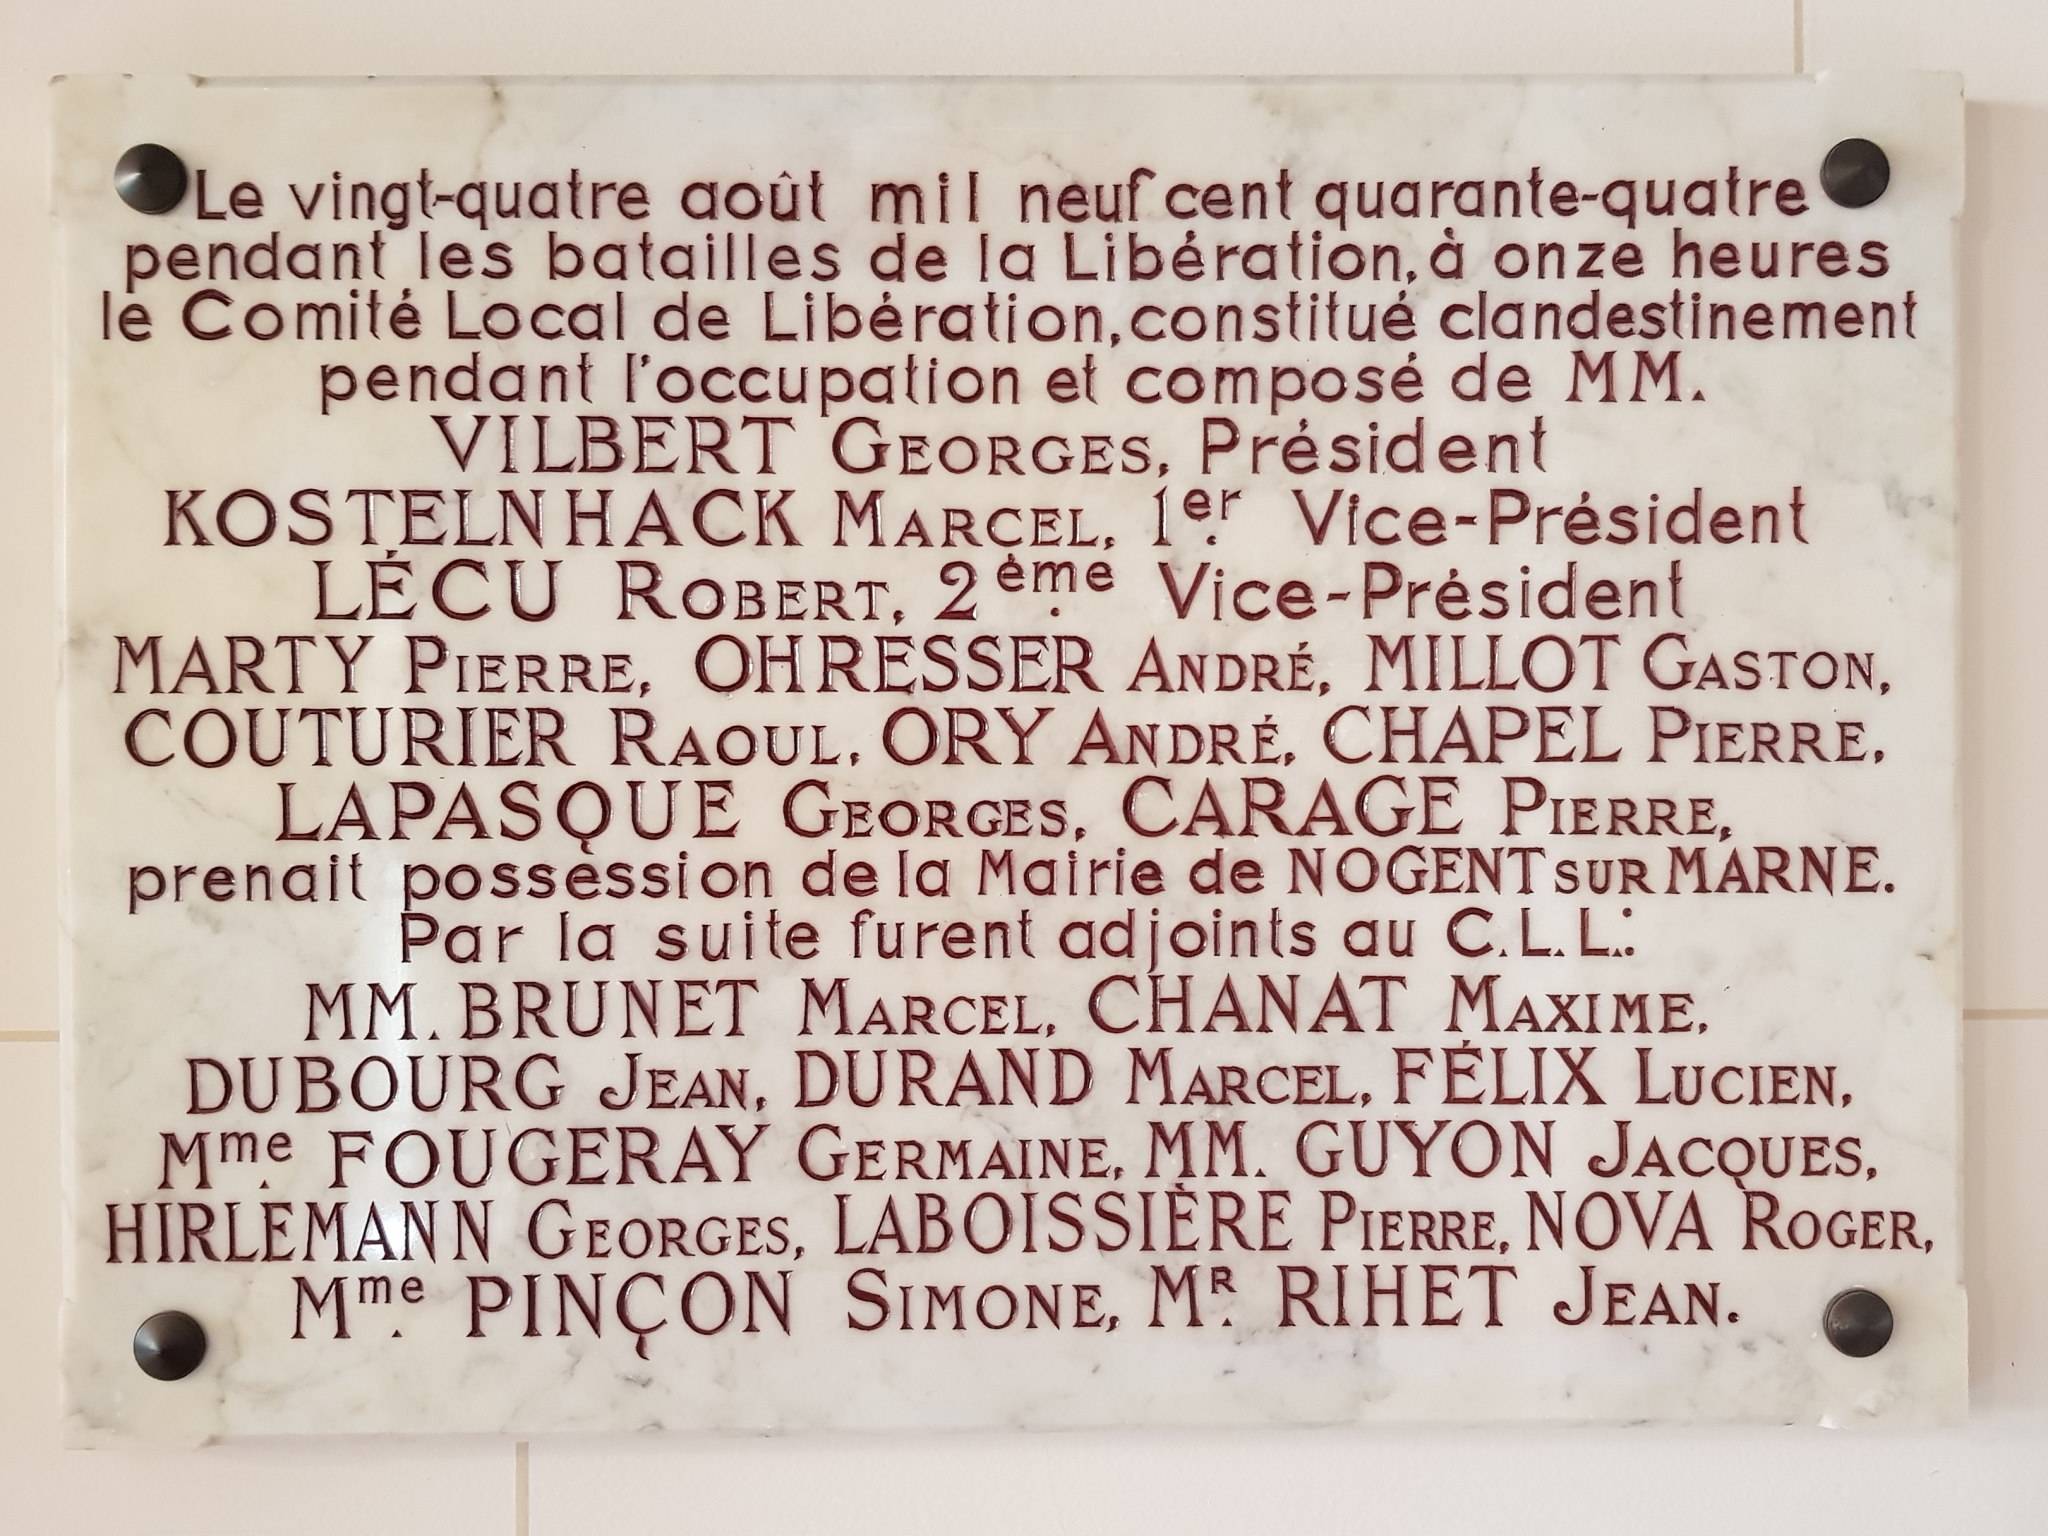 Le vingt-quatre août mil neuf cent quarante-quatre
pendant les batailles de la Libération, à onze heures
le Comité Local de Libération, constitué clandestinement
pendant l'occupation et composé de MM.
VILBERT GEORGES, Président
KOSTELNHACK MARCEL, 1er Vice-Président
LÉCU ROBERT, 2ème Vice-Président
MARTY PIERRE, OHRESSER ANDRÉ, MILLOT GASTON,
COUTURIER RAOUL, ORY ANDRÉ, CHAPEL PIERRE,
LAPASQUE GEORGES, CARAGE PIERRE,
prenait possession de la Mairie de NOGENT SUR MARNE.
Par la suite furent adjoints au C.L.L.:
MM. BRUNET MARCEL, CHANAT MAXIME,
DUBOURG JEAN, DURAND MARCEL, FÉLIX LUCIEN,
Mme FOUGERAY GERMAINE, MM. GUYON JACQUES,
HIRLEMANN GEORGES, LABOISSIÈRE PIERRE, NOVA ROGER,
Mme PINÇON SIMONE, MR RIHET JEAN.